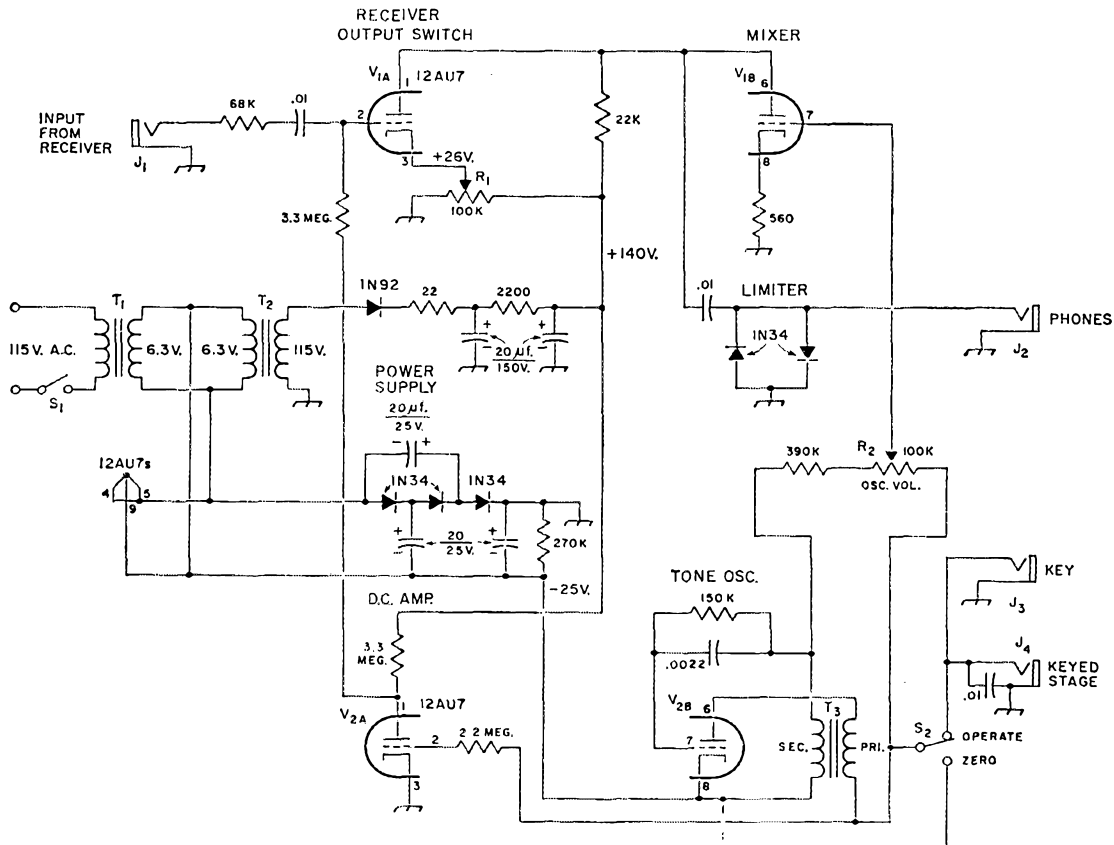 RECEIVER
OUTPUT SWITCH
MIXER
V1A
12AU7
1
2
3
68K
.01
INPUT
FROM
RECEIVER
J1
+26V.
R1
100K
3.3 MEG.
22K
V1B
6
7
8
560
+140V.
T1
T2
1N92
22
2200
+
+
20µf.
150V.
115V. A.C.
6.3V.
6.3V.
115V.
S1
.01
LIMITER
1N34
PHONES
J2
POWER
SUPPLY
20µf.
25V.
-
+
12AU7s
4
5
9
1N34
1N34
+
+
20
25V.
270K
-25V.
390K
R2
100K
OSC. VOL.
D.C. AMP.
3.3
MEG.
TONE OSC.
150K
.0022
KEY
J3
J4
KEYED
STAGE
.01
V2A
1
12AU7
2
3
2 2 MEG.
V2B
6
7
8
T3
SEC.
PRI.
S2
OPERATE
ZERO